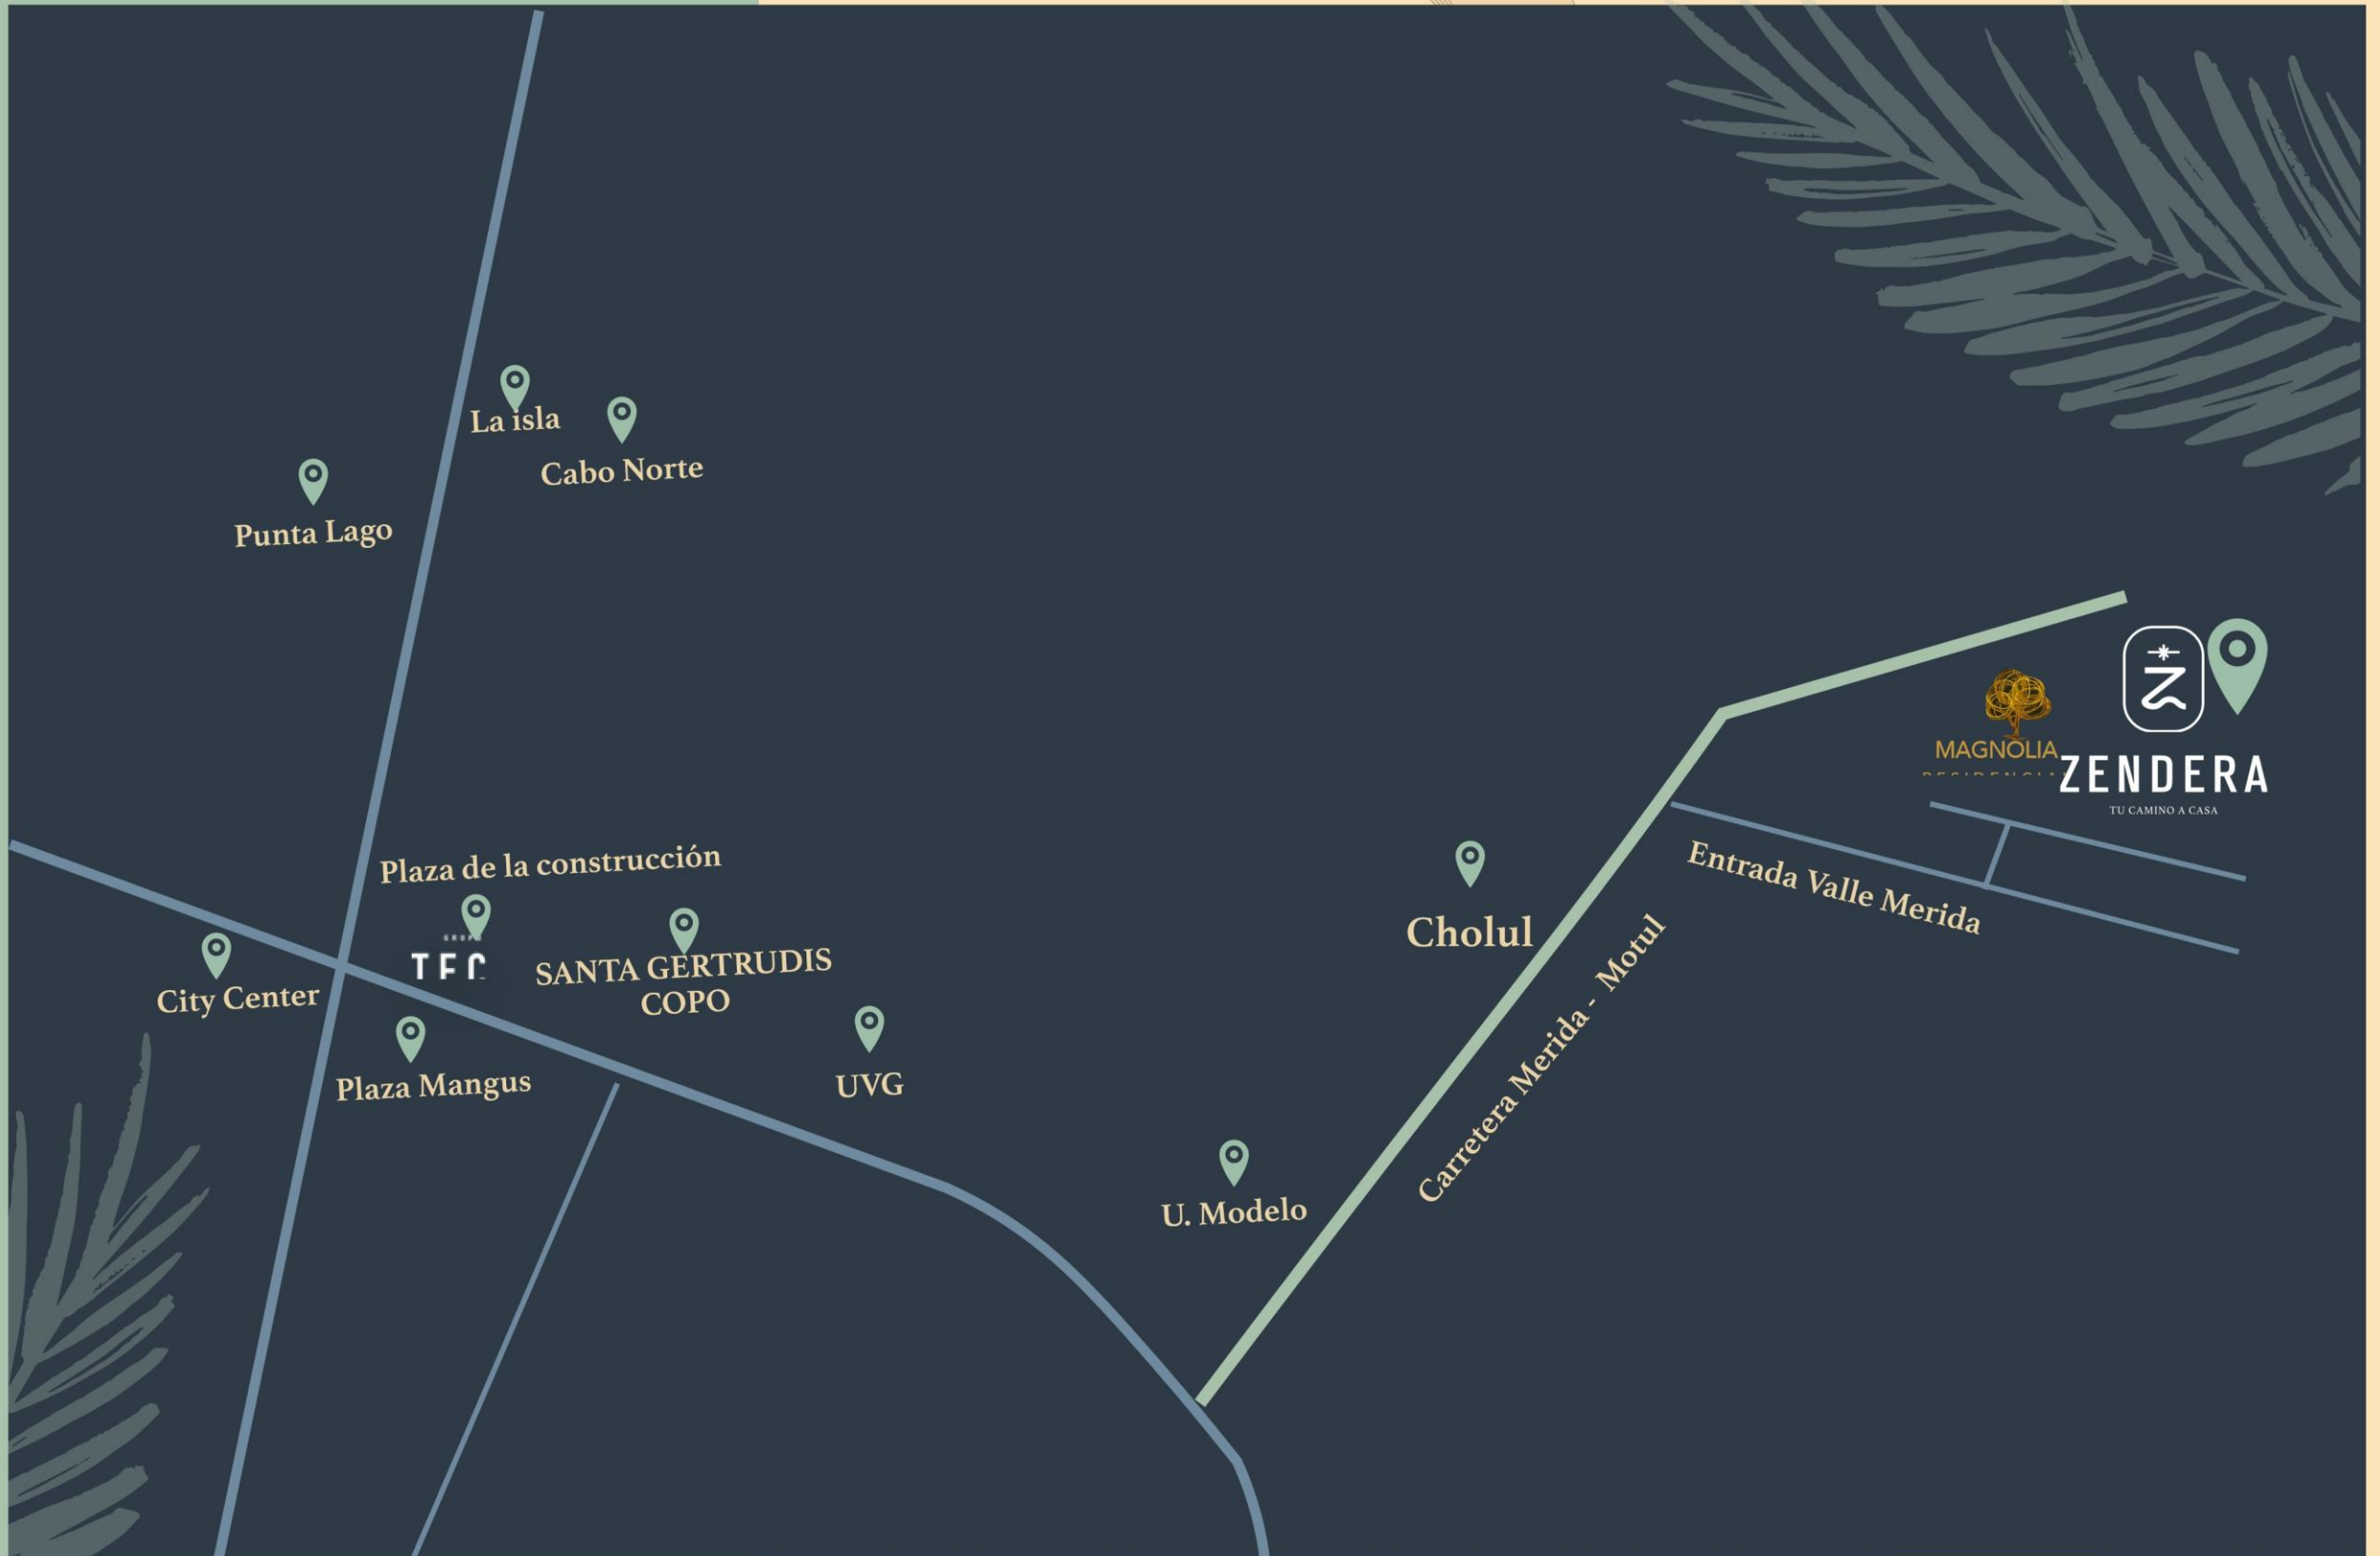 La isla
Cabo Norte
Punta Lago
MAGNOLIA
ZENDERA
TU CAMINO A CASA
Plaza de la construcción
Entrada Valle Merida
Cholul
SANTA GERTRUDIS
COPO
City Center
Carretera Merida - Motul
Plaza Mangus
UVG
U. Modelo